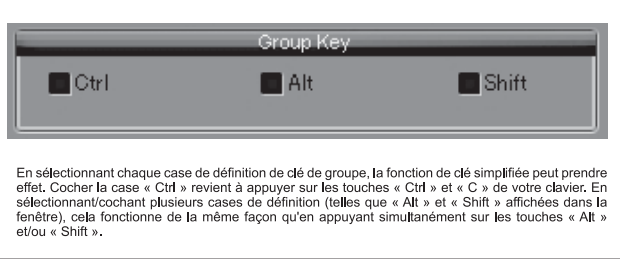 Group Key
Ctrl Alt Shift
En sélectionnant chaque case de définition de clé de groupe, la fonction de clé simplifiée peut prendre
effet. Cocher la case « Ctrl » revient à appuyer sur les touches « Ctrl » et « C » de votre clavier. En
sélectionnant/cochant plusieurs cases de définition (telles que « Alt » et « Shift » affichées dans la
fenêtre), cela fonctionne de la même façon qu'en appuyant simultanément sur les touches « Alt »
et/ou « Shift ».